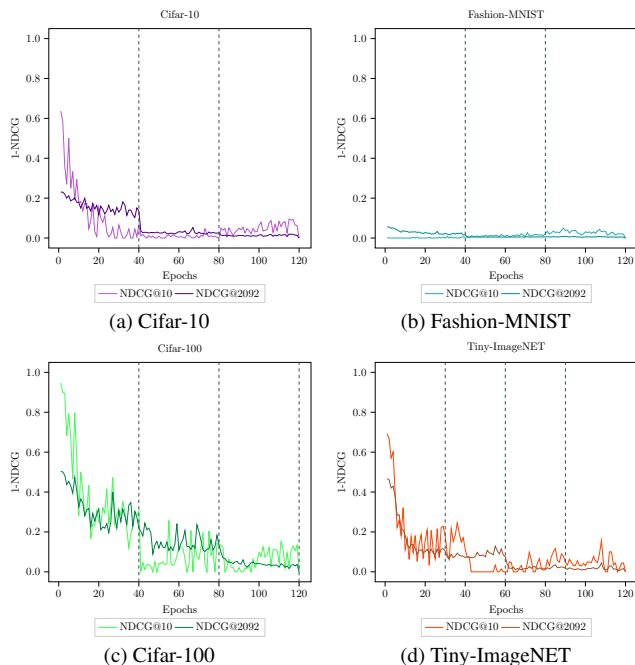 Cifar-10
1-NDCG
1.0
0.8
0.6
0.4
0.2
0.0
0 20 40 60 80 100 120
Epochs
NDCG@10 NDCG@2092
(a) Cifar-10
Fashion-MNIST
1-NDCG
1.0
0.8
0.6
0.4
0.2
0.0
0 20 40 60 80 100 120
Epochs
NDCG@10 NDCG@2092
(b) Fashion-MNIST
Cifar-100
1-NDCG
1.0
0.8
0.6
0.4
0.2
0.0
0 20 40 60 80 100 120
Epochs
NDCG@10 NDCG@2092
(c) Cifar-100
Tiny-ImageNET
1-NDCG
1.0
0.8
0.6
0.4
0.2
0.0
0 20 40 60 80 100 120
Epochs
NDCG@10 NDCG@2092
(d) Tiny-ImageNET